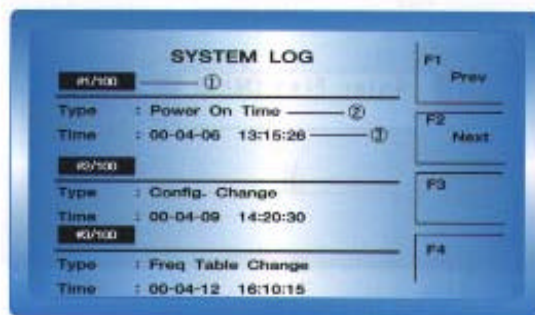 SYSTEM LOG
#1/100 ①
Type : Power On Time ②
Time : 00-04-06 13:15:26 ③
#2/100
Type : Config. Change
Time : 00-04-09 14:20:30
#3/100
Type : Freq Table Change
Time : 00-04-12 16:10:15
F1
Prev
F2
Next
F3
F4